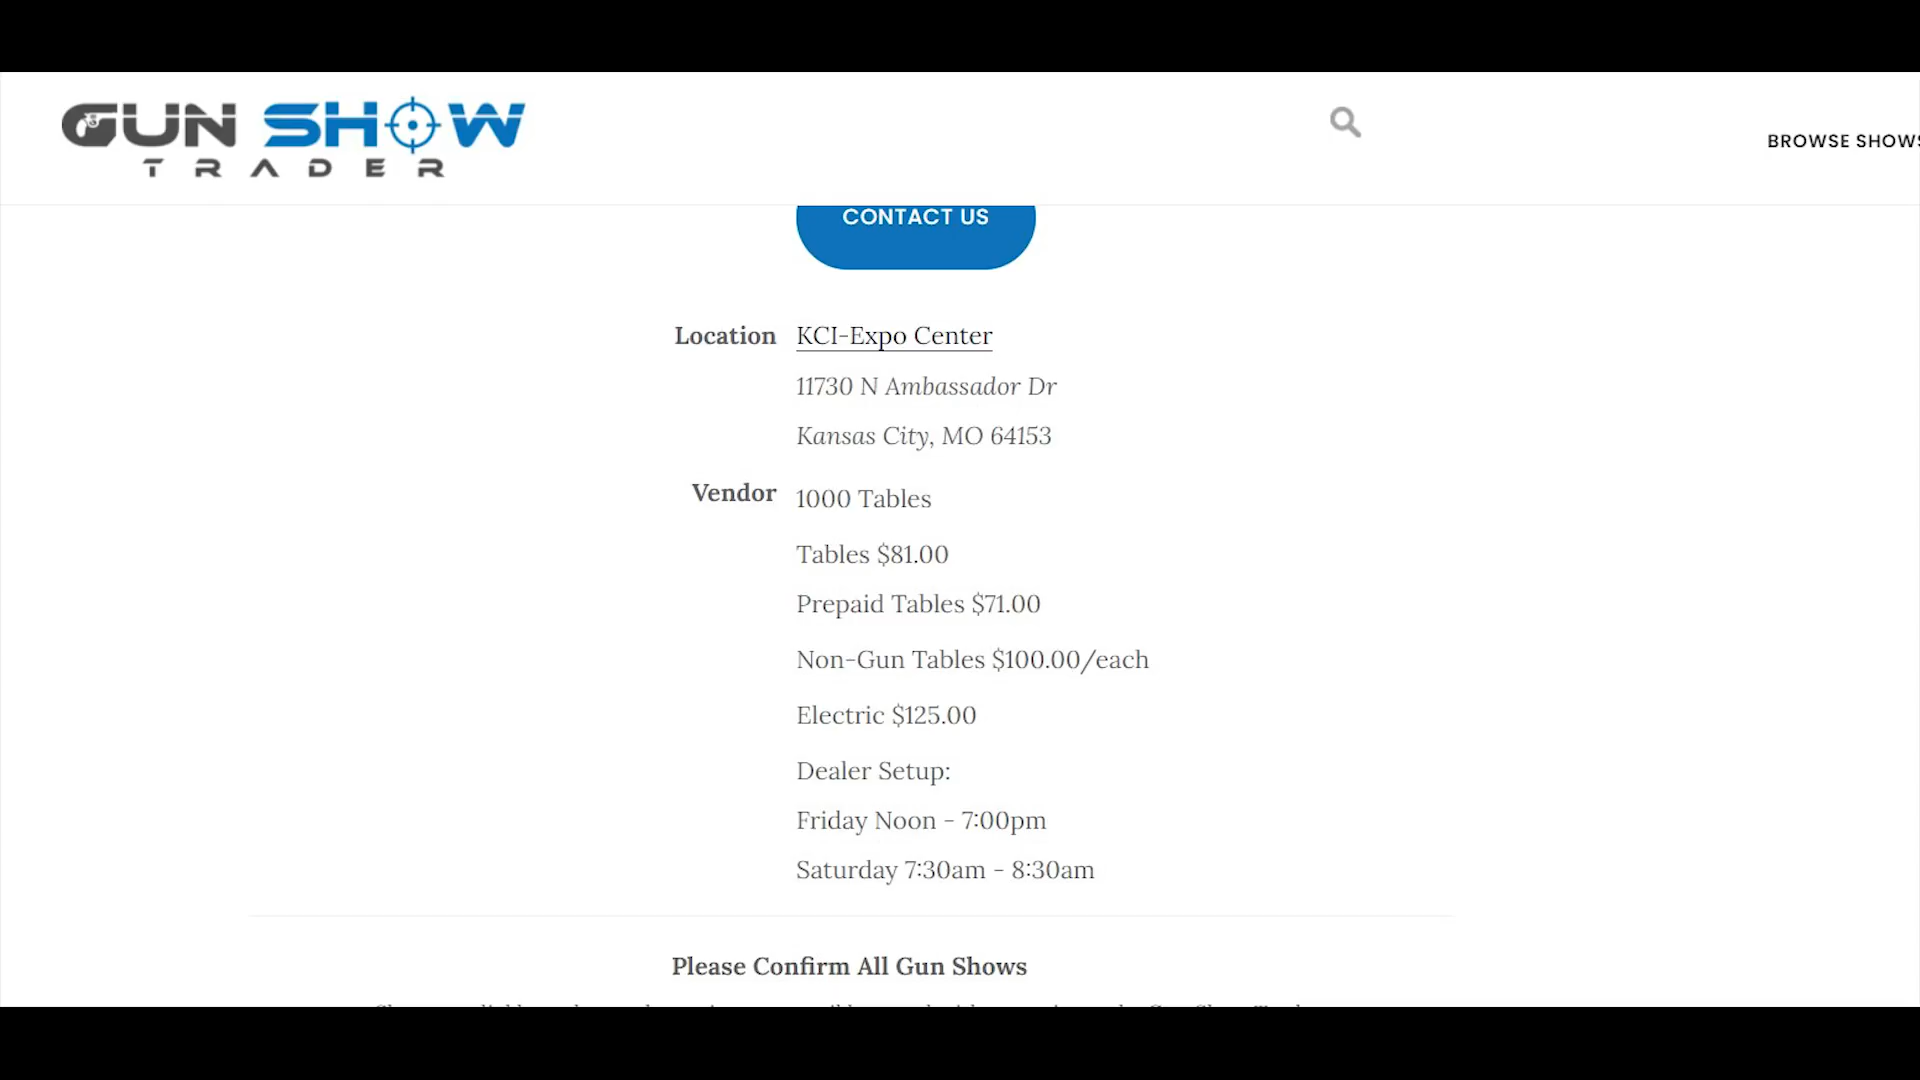 GUN SHOW
TRADER
BROWSE SHOWS
CONTACT US
Location KCI-Expo Center
11730 N Ambassador Dr
Kansas City, MO 64153
Vendor 1000 Tables
Tables $81.00
Prepaid Tables $71.00
Non-Gun Tables $100.00/each
Electric $125.00
Dealer Setup:
Friday Noon - 7:00pm
Saturday 7:30am - 8:30am
Please Confirm All Gun Shows